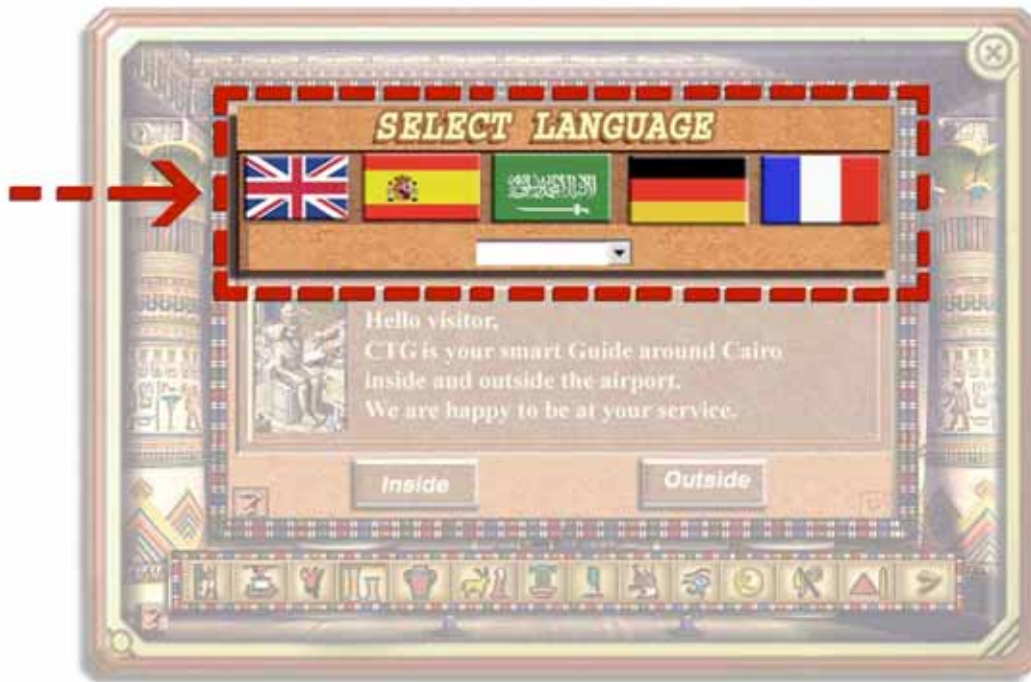 SELECT LANGUAGE
Hello visitor,
CTG is your smart Guide around Cairo
inside and outside the airport.
We are happy to be at your service.
Inside
Outside